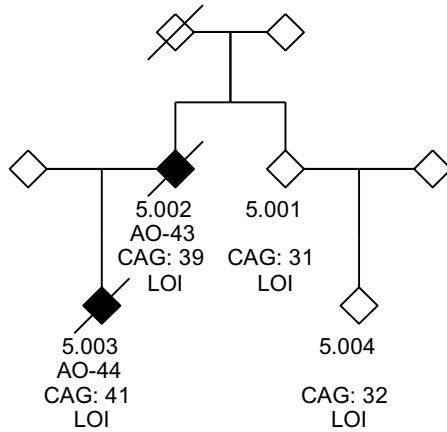 5.002
AO-43
CAG: 39
LOI
5.001
CAG: 31
LOI
5.003
AO-44
CAG: 41
LOI
5.004
CAG: 32
LOI